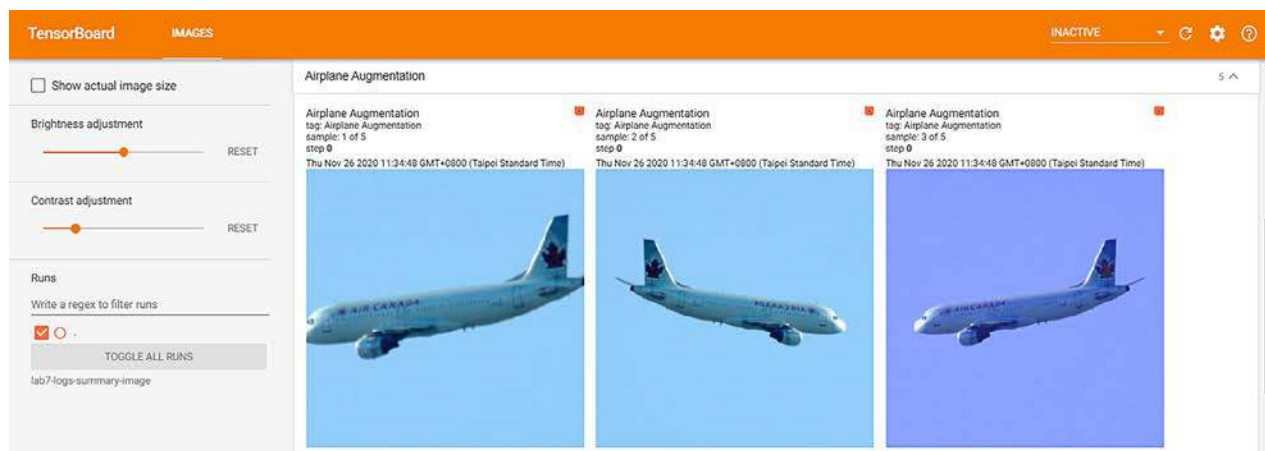 TensorBoard IMAGES INACTIVE
Show actual image size
Brightness adjustment
RESET
Contrast adjustment
RESET
Runs
Write a regex to filter runs
.
TOGGLE ALL RUNS
lab7-logs-summary-image
Airplane Augmentation 5
Airplane Augmentation
tag: Airplane Augmentation
sample: 1 of 5
step 0
Thu Nov 26 2020 11:34:48 GMT+0800 (Taipei Standard Time)
AIR CANADA
Airplane Augmentation
tag: Airplane Augmentation
sample: 2 of 5
step 0
Thu Nov 26 2020 11:34:48 GMT+0800 (Taipei Standard Time)
Airplane Augmentation
tag: Airplane Augmentation
sample: 3 of 5
step 0
Thu Nov 26 2020 11:34:48 GMT+0800 (Taipei Standard Time)
AIR CANADA